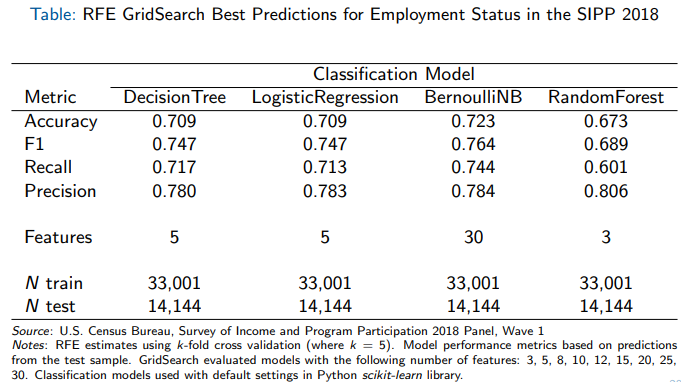 Table: RFE GridSearch Best Predictions for Employment Status in the SIPP 2018
Classification Model
Metric DecisionTree LogisticRegression BernoulliNB RandomForest
Accuracy 0.709 0.709 0.723 0.673
F1 0.747 0.747 0.764 0.689
Recall 0.717 0.713 0.744 0.601
Precision 0.780 0.783 0.784 0.806
Features 5 5 30 3
N train 33,001 33,001 33,001 33,001
N test 14,144 14,144 14,144 14,144
Source: U.S. Census Bureau, Survey of Income and Program Participation 2018 Panel, Wave 1
Notes: RFE estimates using k-fold cross validation (where k = 5). Model performance metrics based on predictions
from the test sample. GridSearch evaluated models with the following number of features: 3, 5, 8, 10, 12, 15, 20, 25,
30. Classification models used with default settings in Python scikit-learn library.